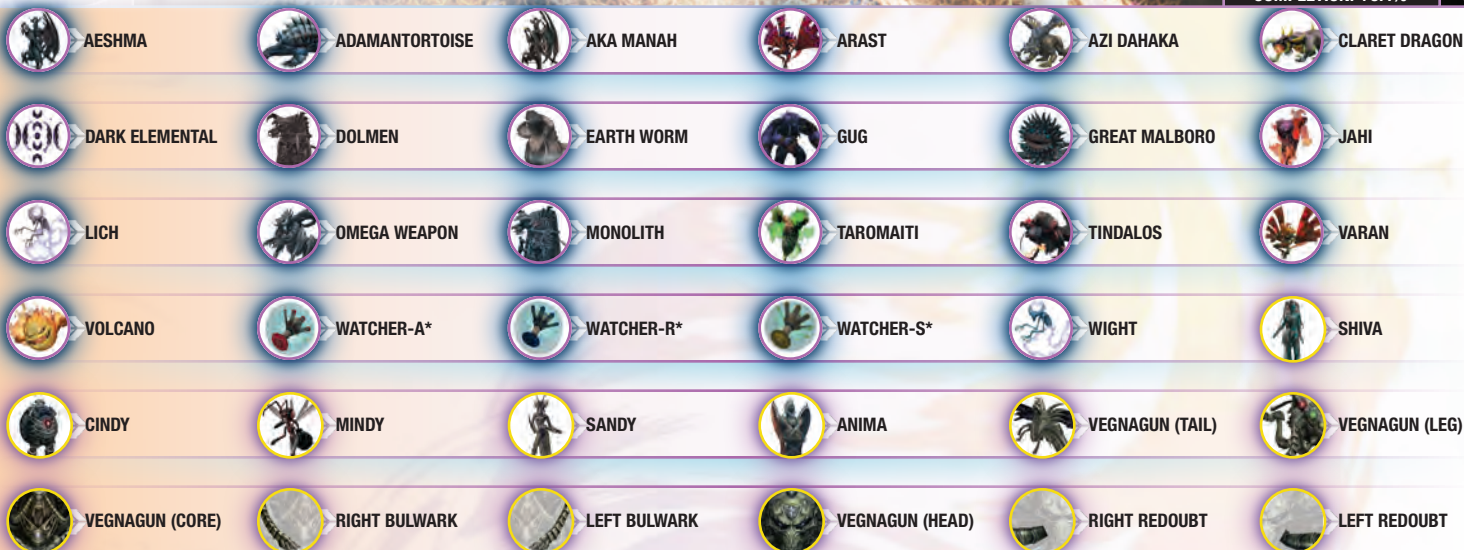 AESHMA
ADAMANTORTOISE
AKA MANAH
ARAST
AZI DAHAKA
CLARET DRAGON
DARK ELEMENTAL
DOLMEN
EARTH WORM
GUG
GREAT MALBORO
JAHI
LICH
OMEGA WEAPON
MONOLITH
TAROMAITI
TINDALOS
VARAN
VOLCANO
WATCHER-A*
WATCHER-R*
WATCHER-S*
WIGHT
SHIVA
CINDY
MINDY
SANDY
ANIMA
VEGNAGUN (TAIL)
VEGNAGUN (LEG)
VEGNAGUN (CORE)
RIGHT BULWARK
LEFT BULWARK
VEGNAGUN (HEAD)
RIGHT REDOUBT
LEFT REDOUBT